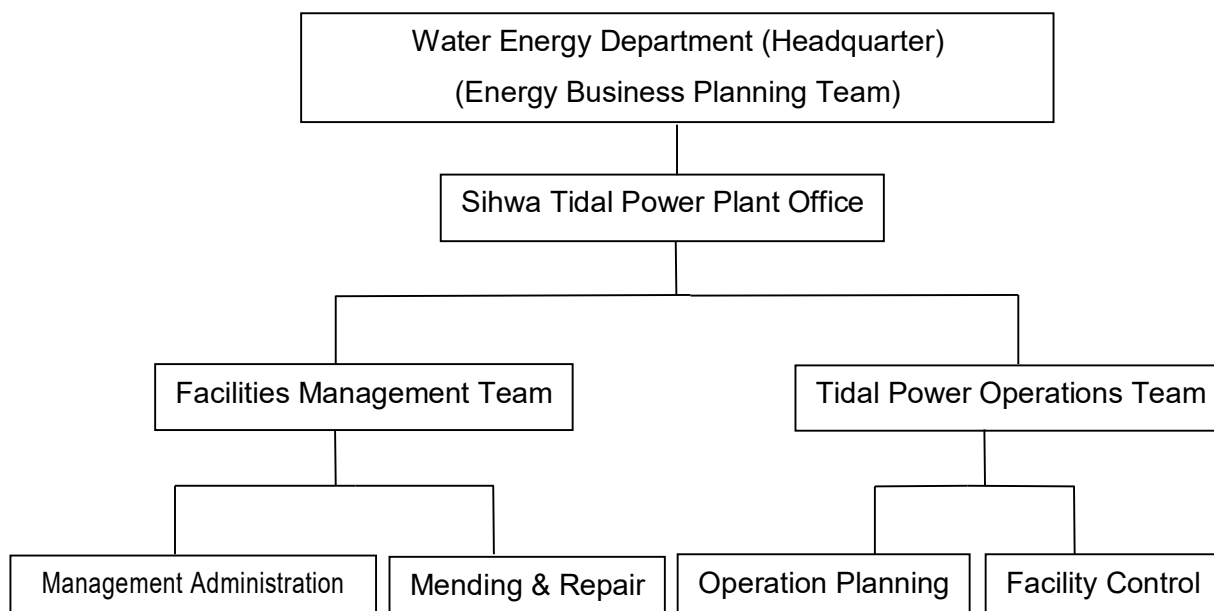 Water Energy Department (Headquarter)
(Energy Business Planning Team)
Sihwa Tidal Power Plant Office
Facilities Management Team
Tidal Power Operations Team
Management Administration
Mending & Repair
Operation Planning
Facility Control